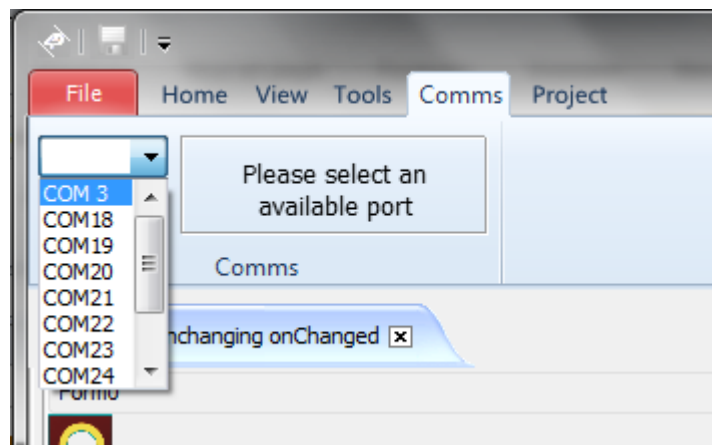 File Home View Tools Comms Project
Please select an
available port
COM 3
COM18
COM19
COM20
COM21
COM22
COM23
COM24
Comms
onChanged